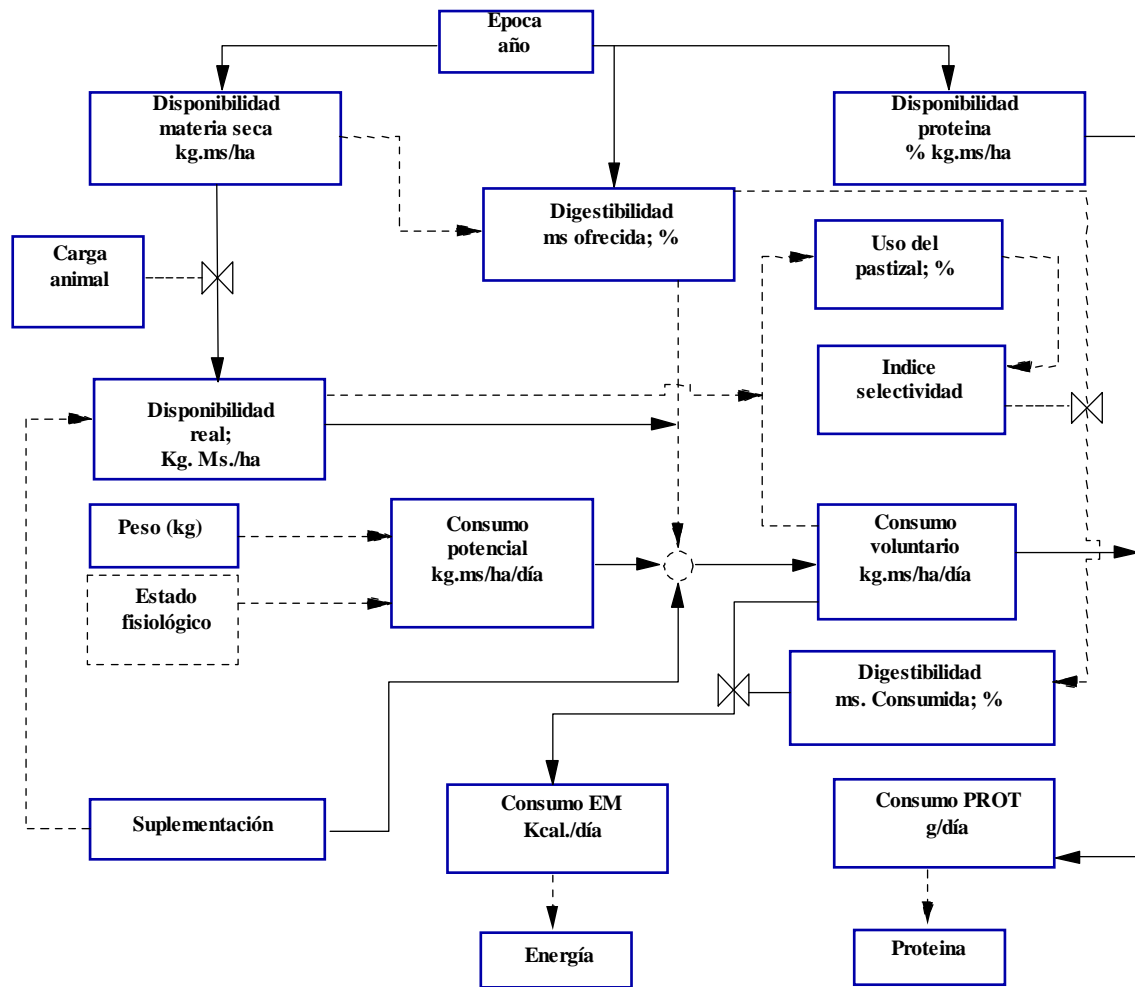 Epoca
año
Disponibilidad
materia seca
kg.ms/ha
Disponibilidad
proteina
% kg.ms/ha
Digestibilidad
ms ofrecida; %
Carga
animal
Uso del
pastizal; %
Indice
selectividad
Disponibilidad
real;
Kg. Ms./ha
Peso (kg)
Estado
fisiológico
Consumo
potencial
kg.ms/ha/día
Consumo
voluntario
kg.ms/ha/día
Digestibilidad
ms. Consumida; %
Suplementación
Consumo EM
Kcal./día
Consumo PROT
g/día
Energía
Proteina